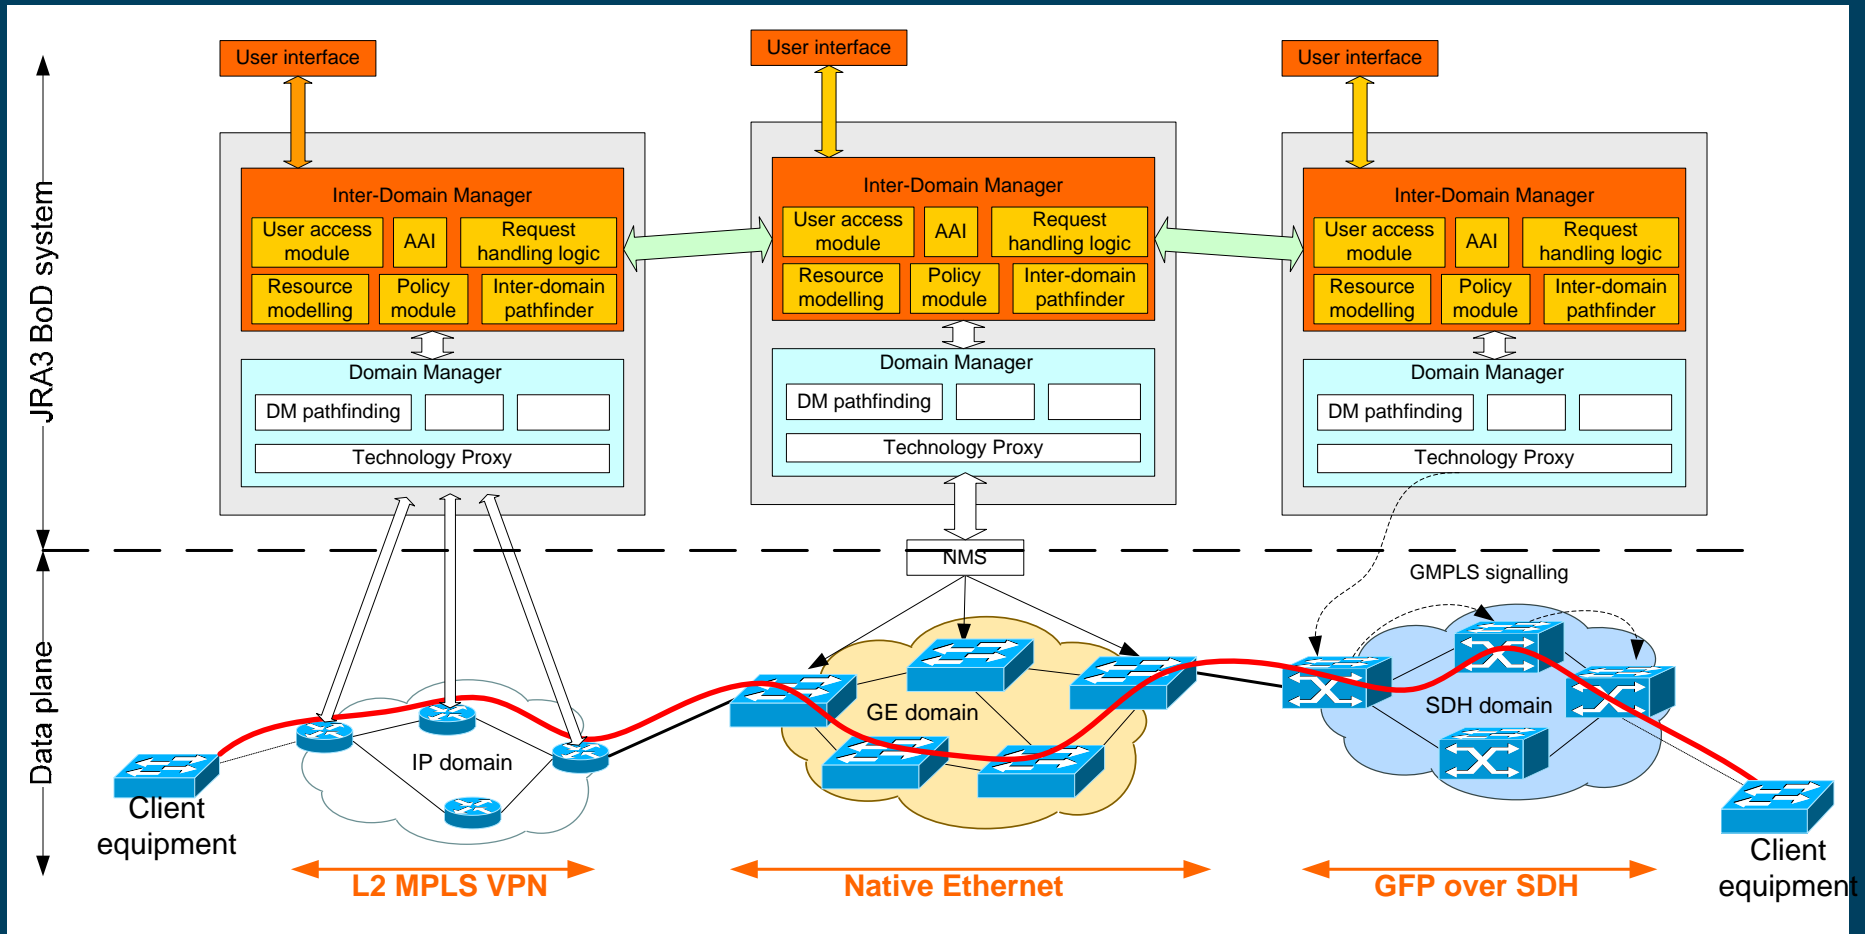 User interface
User interface
User interface
JRA3 BoD system
Inter-Domain Manager
User access
module
AAI
Request
handling logic
Resource
modelling
Policy
module
Inter-domain
pathfinder
Domain Manager
DM pathfinding
Technology Proxy
Inter-Domain Manager
User access
module
AAI
Request
handling logic
Resource
modelling
Policy
module
Inter-domain
pathfinder
Domain Manager
DM pathfinding
Technology Proxy
Inter-Domain Manager
User access
module
AAI
Request
handling logic
Resource
modelling
Policy
module
Inter-domain
pathfinder
Domain Manager
DM pathfinding
Technology Proxy
NMS
GMPLS signalling
Data plane
IP domain
GE domain
SDH domain
Client
equipment
Client
equipment
L2 MPLS VPN
Native Ethernet
GFP over SDH